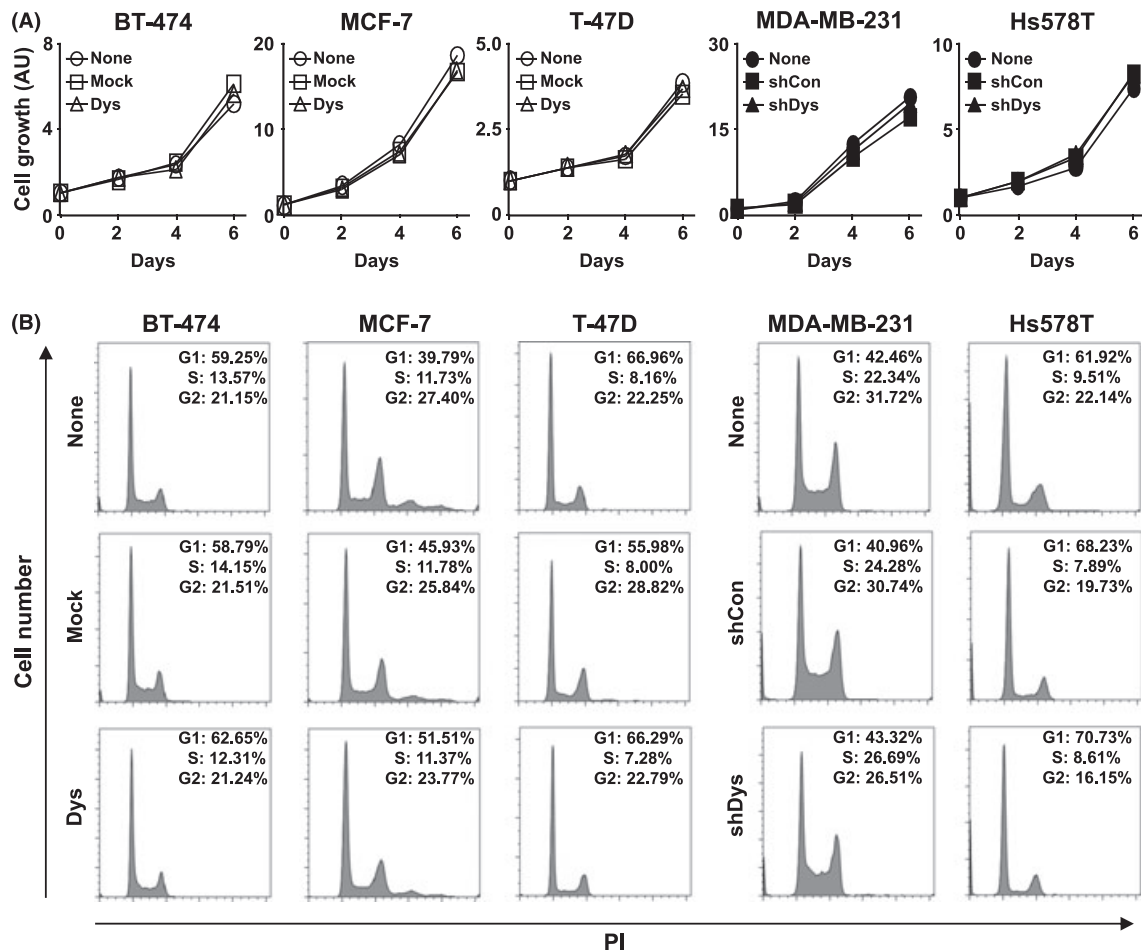 (A)
BT-474
MCF-7
T-47D
MDA-MB-231
Hs578T
Cell growth (AU)
8
4
0
None
Mock
Dys
0 2 4 6
Days
20
10
0
None
Mock
Dys
0 2 4 6
Days
5.0
2.5
0
None
Mock
Dys
0 2 4 6
Days
30
15
0
None
shCon
shDys
0 2 4 6
Days
10
5
0
None
shCon
shDys
0 2 4 6
Days
(B)
BT-474
MCF-7
T-47D
MDA-MB-231
Hs578T
Cell number
None
G1: 59.25%
S: 13.57%
G2: 21.15%
G1: 39.79%
S: 11.73%
G2: 27.40%
G1: 66.96%
S: 8.16%
G2: 22.25%
None
G1: 42.46%
S: 22.34%
G2: 31.72%
G1: 61.92%
S: 9.51%
G2: 22.14%
Mock
G1: 58.79%
S: 14.15%
G2: 21.51%
G1: 45.93%
S: 11.78%
G2: 25.84%
G1: 55.98%
S: 8.00%
G2: 28.82%
shCon
G1: 40.96%
S: 24.28%
G2: 30.74%
G1: 68.23%
S: 7.89%
G2: 19.73%
Dys
G1: 62.65%
S: 12.31%
G2: 21.24%
G1: 51.51%
S: 11.37%
G2: 23.77%
G1: 66.29%
S: 7.28%
G2: 22.79%
shDys
G1: 43.32%
S: 26.69%
G2: 26.51%
G1: 70.73%
S: 8.61%
G2: 16.15%
PI